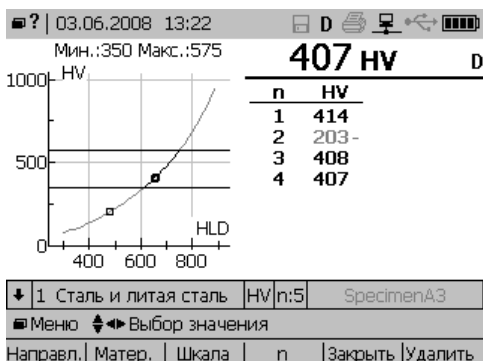 ? 03.06.2008 13:22 D
Мин.:350 Макс.:575
HV
1000
500
0
400 600 800
HLD
407 HV D
n HV
1 414
2 203-
3 408
4 407
1 Сталь и литая сталь HV n:5 SpecimenA3
Меню Выбор значения
Направл. Матер. Шкала n Закрыть Удалить